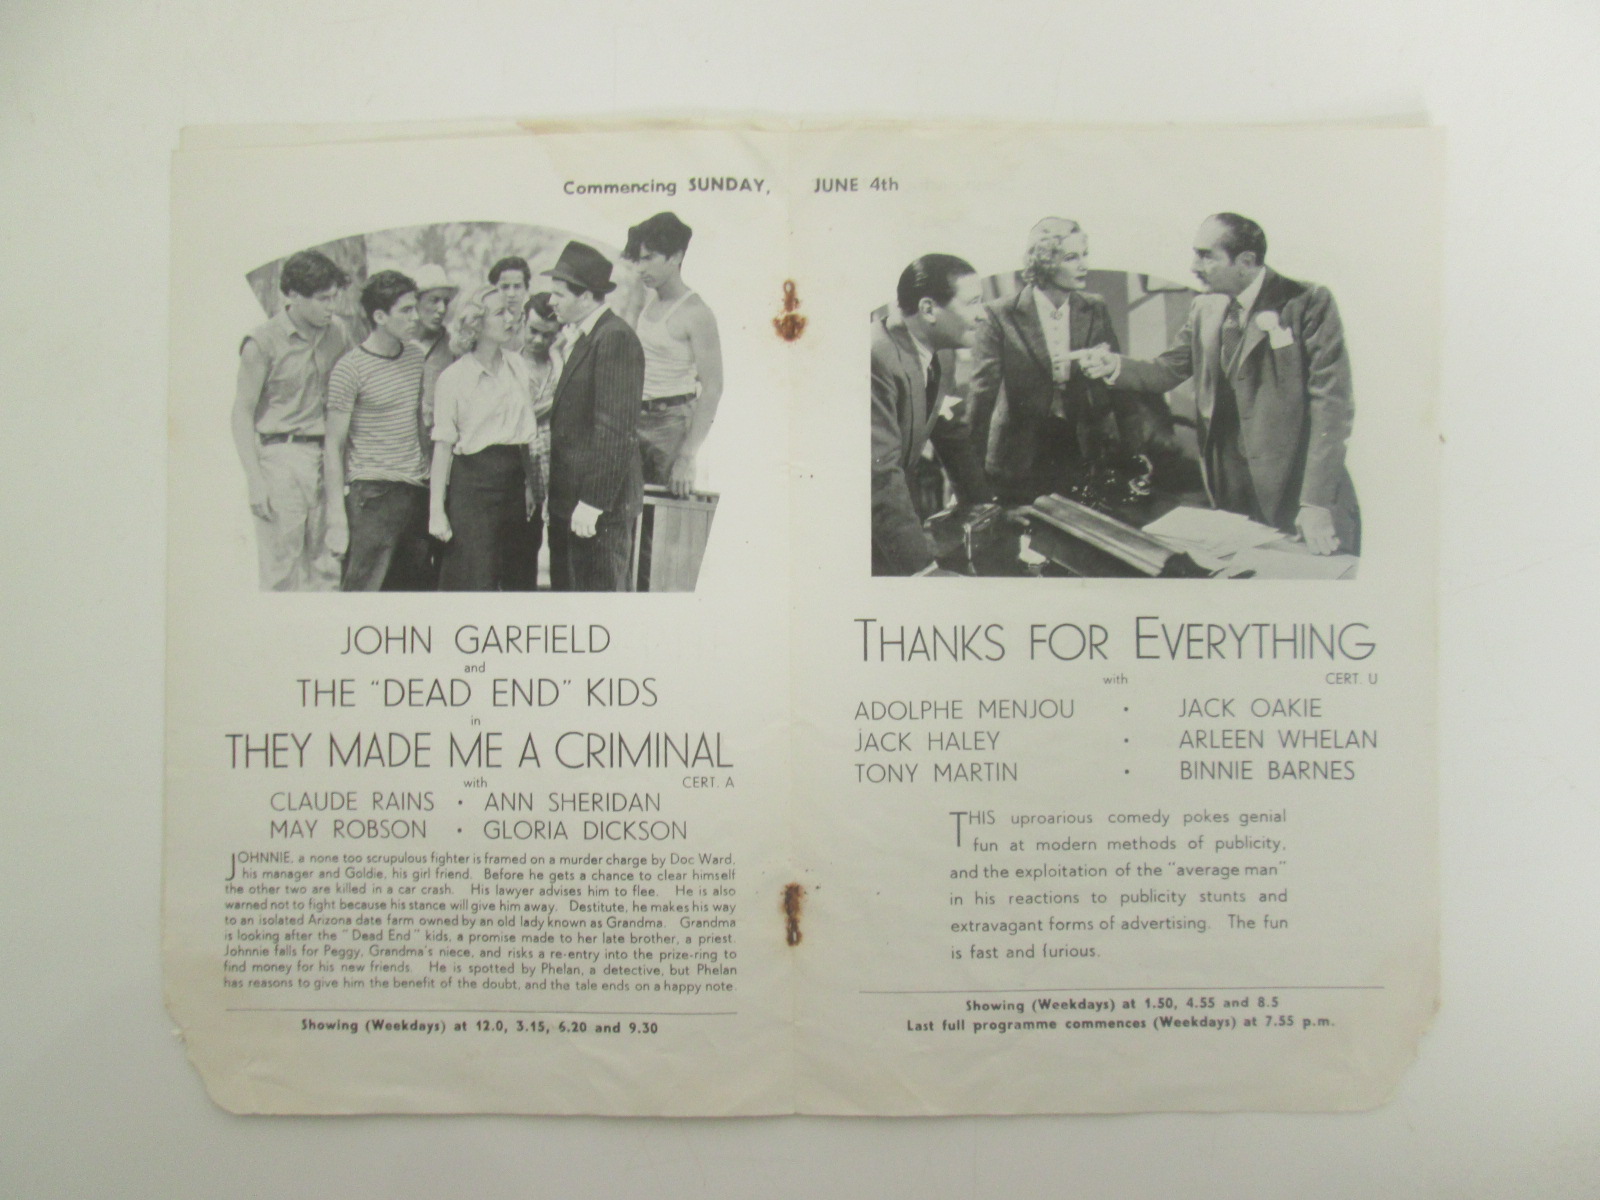 Commencing SUNDAY, JUNE 4th
JOHN GARFIELD
and
THE "DEAD END" KIDS
in
THEY MADE ME A CRIMINAL
with CERT. A
CLAUDE RAINS · ANN SHERIDAN
MAY ROBSON · GLORIA DICKSON
JOHNNIE, a none too scrupulous fighter is framed on a murder charge by Doc Ward,
his manager and Goldie, his girl friend. Before he gets a chance to clear himself
the other two are killed in a car crash. His lawyer advises him to flee. He is also
warned not to fight because his stance will give him away. Destitute, he makes his way
to an isolated Arizona date farm owned by an old lady known as Grandma. Grandma
is looking after the "Dead End" kids, a promise made to her late brother, a priest.
Johnnie falls for Peggy, Grandma's niece, and risks a re-entry into the prize-ring to
find money for his new friends. He is spotted by Phelan, a detective, but Phelan
has reasons to give him the benefit of the doubt, and the tale ends on a happy note.
Showing (Weekdays) at 12.0, 3.15, 6.20 and 9.30
THANKS FOR EVERYTHING
with CERT. U
ADOLPHE MENJOU · JACK OAKIE
JACK HALEY · ARLEEN WHELAN
TONY MARTIN · BINNIE BARNES
THIS uproarious comedy pokes genial
fun at modern methods of publicity,
and the exploitation of the "average man"
in his reactions to publicity stunts and
extravagant forms of advertising. The fun
is fast and furious.
Showing (Weekdays) at 1.50, 4.55 and 8.5
Last full programme commences (Weekdays) at 7.55 p.m.